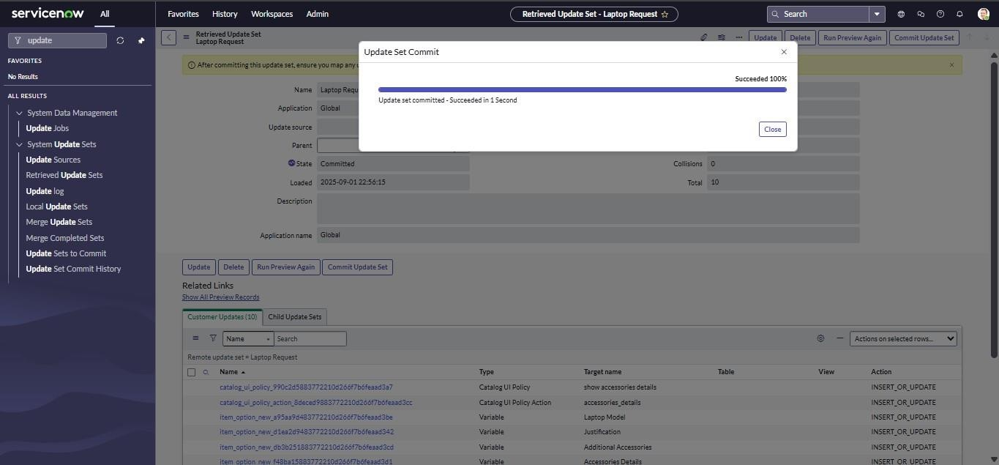 servicenow
All
Favorites History Workspaces Admin
Retrieved Update Set - Laptop Request
Search
update
FAVORITES
No Results
ALL RESULTS
System Data Management
Update Jobs
System Update Sets
Update Sources
Retrieved Update Sets
Update log
Local Update Sets
Merge Update Sets
Merge Completed Sets
Update Sets to Commit
Update Set Commit History
Retrieved Update Set
Laptop Request
Update Delete Run Preview Again Commit Update Set
After committing this update set, ensure you map any
Update Set Commit
Succeeded 100%
Update set committed - Succeeded in 1 Second
Close
Name Laptop Requ
Application Global
Update source
Parent
State Committed
Collisions 0
Loaded 2025-09-01 22:56:15
Total 10
Description
Application name Global
Update Delete Run Preview Again Commit Update Set
Related Links
Show All Preview Records
Customer Updates (10) Child Update Sets
Name Search Actions on selected rows...
Remote update set = Laptop Request
Name Type Target name Table View Action
catalog_ui_policy_990c2d5883772210d266f7b6feaad3a7 Catalog UI Policy show accessories details INSERT_OR_UPDATE
catalog_ui_policy_action_8deced9883772210d266f7b6feaad3cc Catalog UI Policy Action accessories_details INSERT_OR_UPDATE
item_option_new_a95aa9d483772210d266f7b6feaad3be Variable Laptop Model INSERT_OR_UPDATE
item_option_new_d1ea2d9483772210d266f7b6feaad342 Variable Justification INSERT_OR_UPDATE
item_option_new_db3b251883772210d266f7b6feaad3cd Variable Additional Accessories INSERT_OR_UPDATE
item_option_new_f48ba15883772210d266f7b6feaad3d1 Variable Accessories Details INSERT_OR_UPDATE